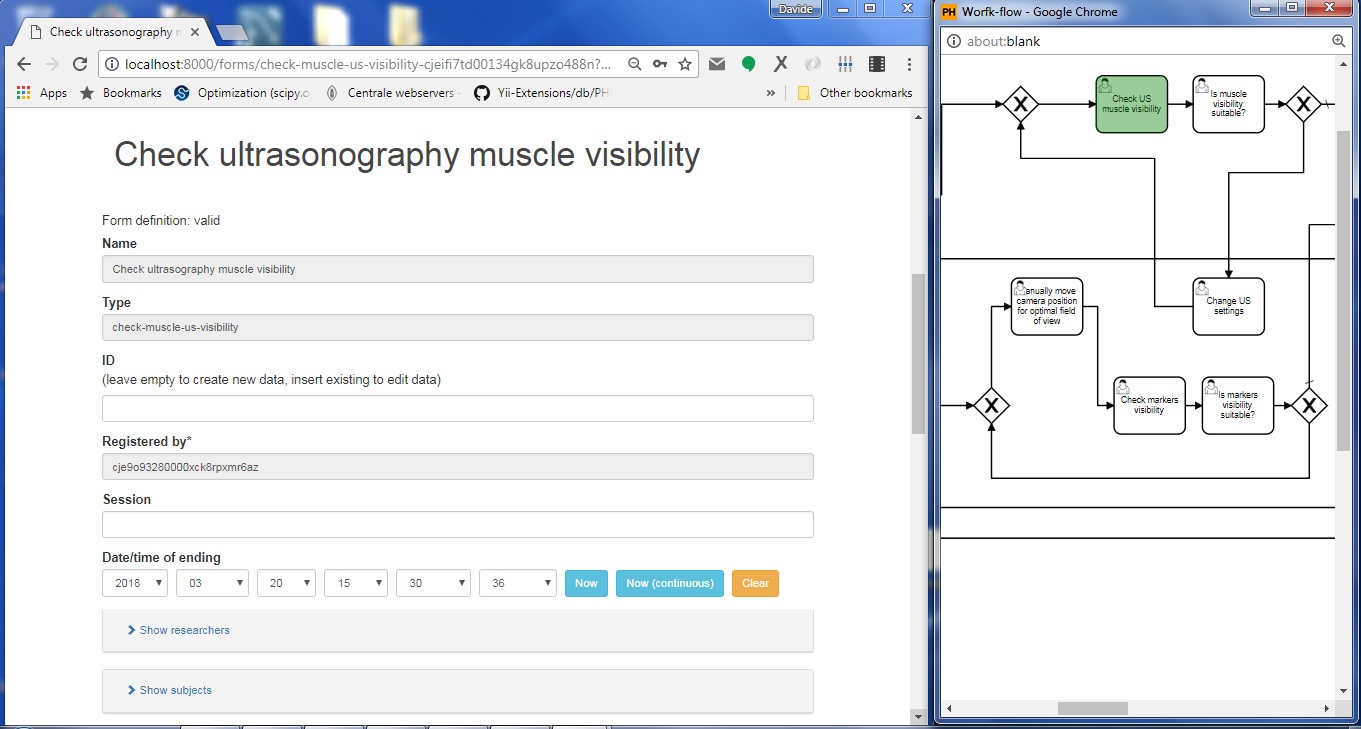 Davide
Check ultrasonography m
localhost:8000/forms/check-muscle-us-visibility-cjeifi7td00134gk8upzo488n?...
Apps Bookmarks Optimization (scipy.o Centrale webservers - Yii-Extensions/db/PH » Other bookmarks
Check ultrasonography muscle visibility
Form definition: valid
Name
Check ultrasography muscle visibility
Type
check-muscle-us-visibility
ID
(leave empty to create new data, insert existing to edit data)
Registered by*
cje9o93280000xck8rpxmr6az
Session
Date/time of ending
2018 03 20 15 30 36 Now Now (continuous) Clear
Show researchers
Show subjects
PH Worfk-flow - Google Chrome
about:blank
X
Check US
muscle visibility
Is muscle
visibility
suitable?
X
anually move
camera position
for optimal field
of view
Change US
settings
X
Check markers
visibility
Is markers
visibility
suitable?
X